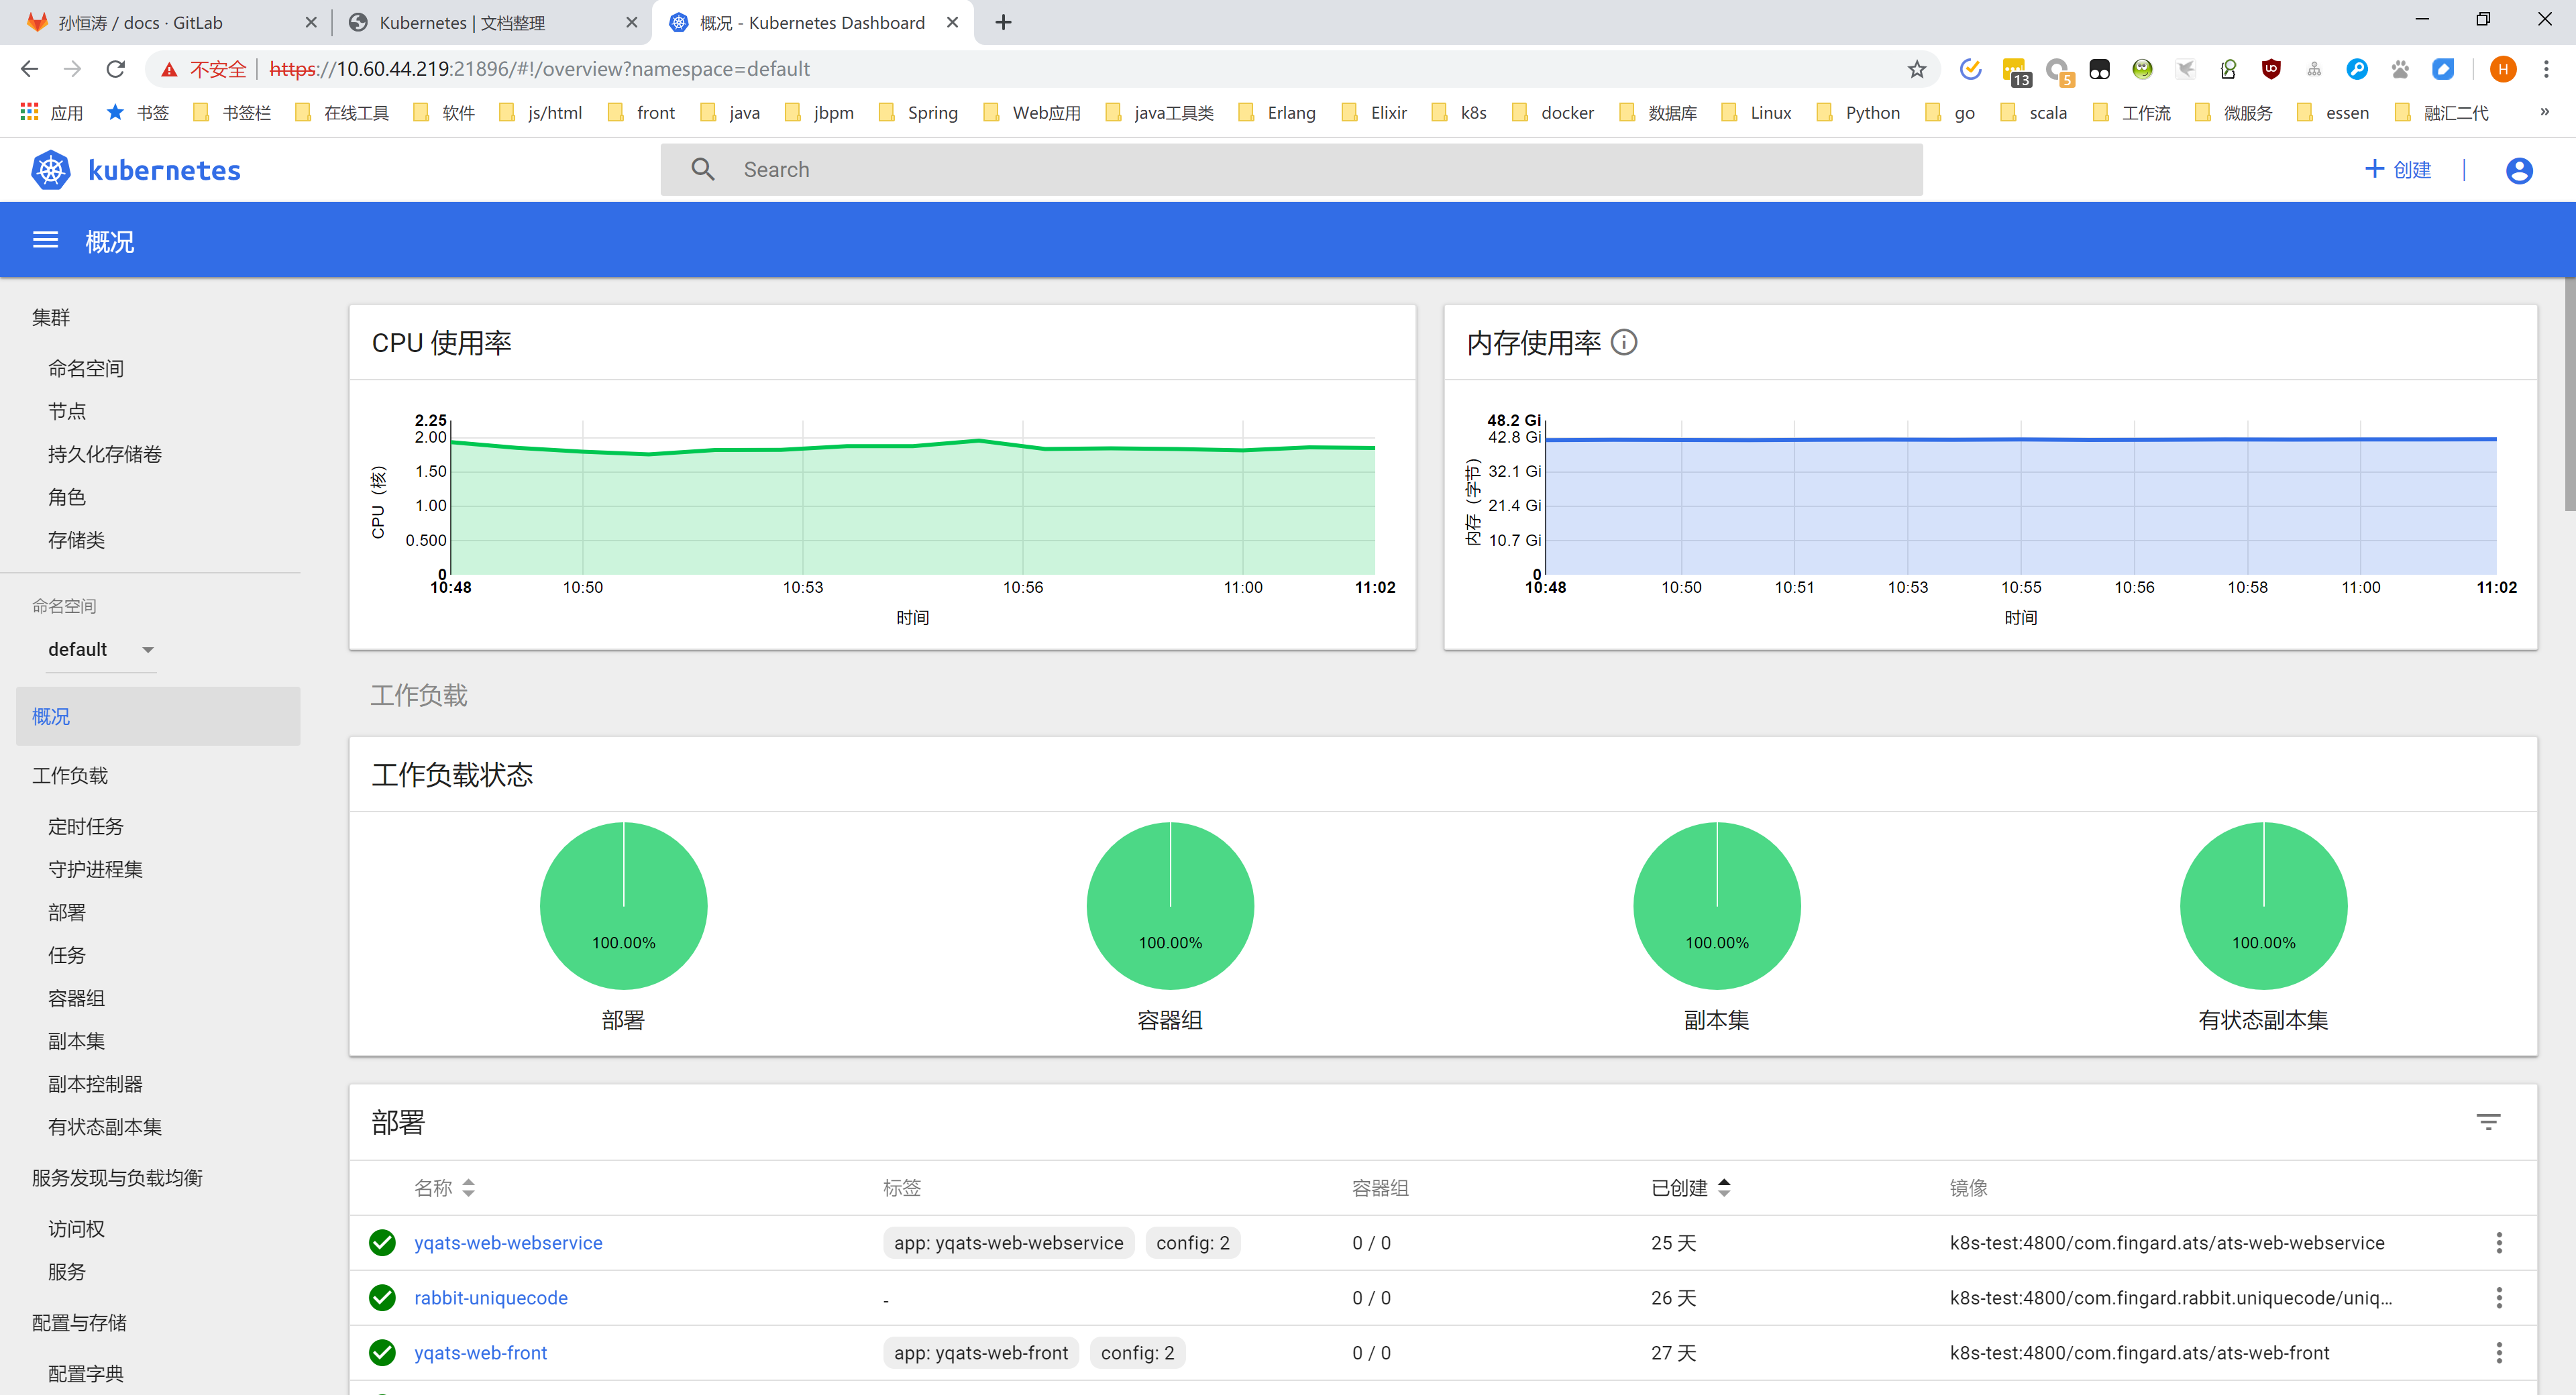 孙恒涛 / docs · GitLab
Kubernetes | 文档整理
概况 - Kubernetes Dashboard
不安全 | https://10.60.44.219:21896/#!/overview?namespace=default
13
5
H
应用 书签 书签栏 在线工具 软件 js/html front java jbpm Spring Web应用 java工具类 Erlang Elixir k8s docker 数据库 Linux Python go scala 工作流 微服务 essen 融汇二代 »
kubernetes
Search
创建
概况
集群
命名空间
节点
持久化存储卷
角色
存储类
命名空间
default
概况
工作负载
定时任务
守护进程集
部署
任务
容器组
副本集
副本控制器
有状态副本集
服务发现与负载均衡
访问权
服务
配置与存储
配置字典
CPU 使用率
CPU（核）
2.25
2.00
1.50
1.00
0.500
0
10:48 10:50 10:53 10:56 11:00 11:02
时间
内存使用率
内存（字节）
48.2 Gi
42.8 Gi
32.1 Gi
21.4 Gi
10.7 Gi
0
10:48 10:50 10:51 10:53 10:55 10:56 10:58 11:00 11:02
时间
工作负载
工作负载状态
100.00% 100.00% 100.00% 100.00%
部署 容器组 副本集 有状态副本集
部署
名称 标签 容器组 已创建 镜像
yqats-web-webservice app: yqats-web-webservice config: 2 0 / 0 25 天 k8s-test:4800/com.fingard.ats/ats-web-webservice
rabbit-uniquecode - 0 / 0 26 天 k8s-test:4800/com.fingard.rabbit.uniquecode/uniq...
yqats-web-front app: yqats-web-front config: 2 0 / 0 27 天 k8s-test:4800/com.fingard.ats/ats-web-front